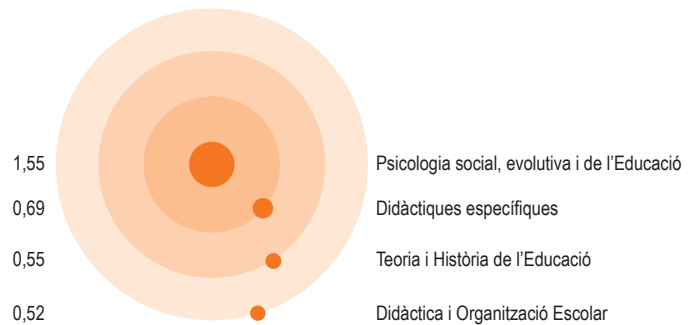 1,55 Psicologia social, evolutiva i de l’Educació
0,69 Didàctiques específiques
0,55 Teoria i Història de l’Educació
0,52 Didàctica i Organització Escolar